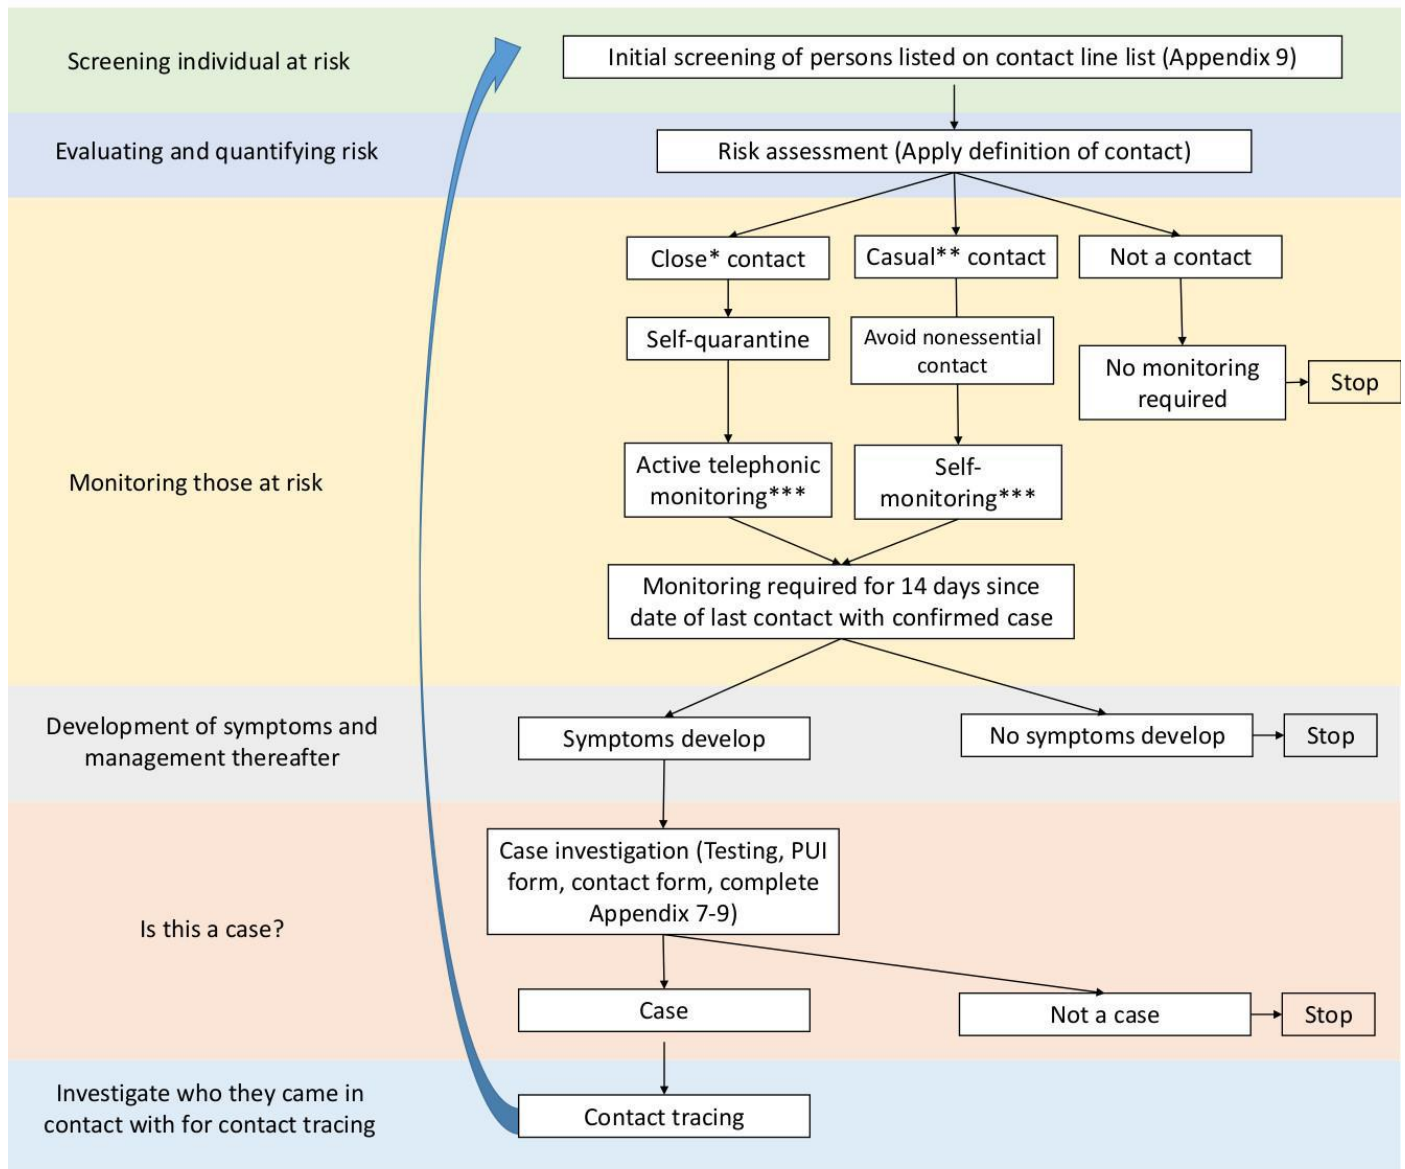 Screening individual at risk
Initial screening of persons listed on contact line list (Appendix 9)
Evaluating and quantifying risk
Risk assessment (Apply definition of contact)
Close* contact
Casual** contact
Not a contact
Self-quarantine
Avoid nonessential
contact
No monitoring
required
Stop
Monitoring those at risk
Active telephonic
monitoring***
Self-
monitoring***
Monitoring required for 14 days since
date of last contact with confirmed case
Development of symptoms and
management thereafter
Symptoms develop
No symptoms develop
Stop
Is this a case?
Case investigation (Testing, PUI
form, contact form, complete
Appendix 7-9)
Case
Not a case
Stop
Investigate who they came in
contact with for contact tracing
Contact tracing